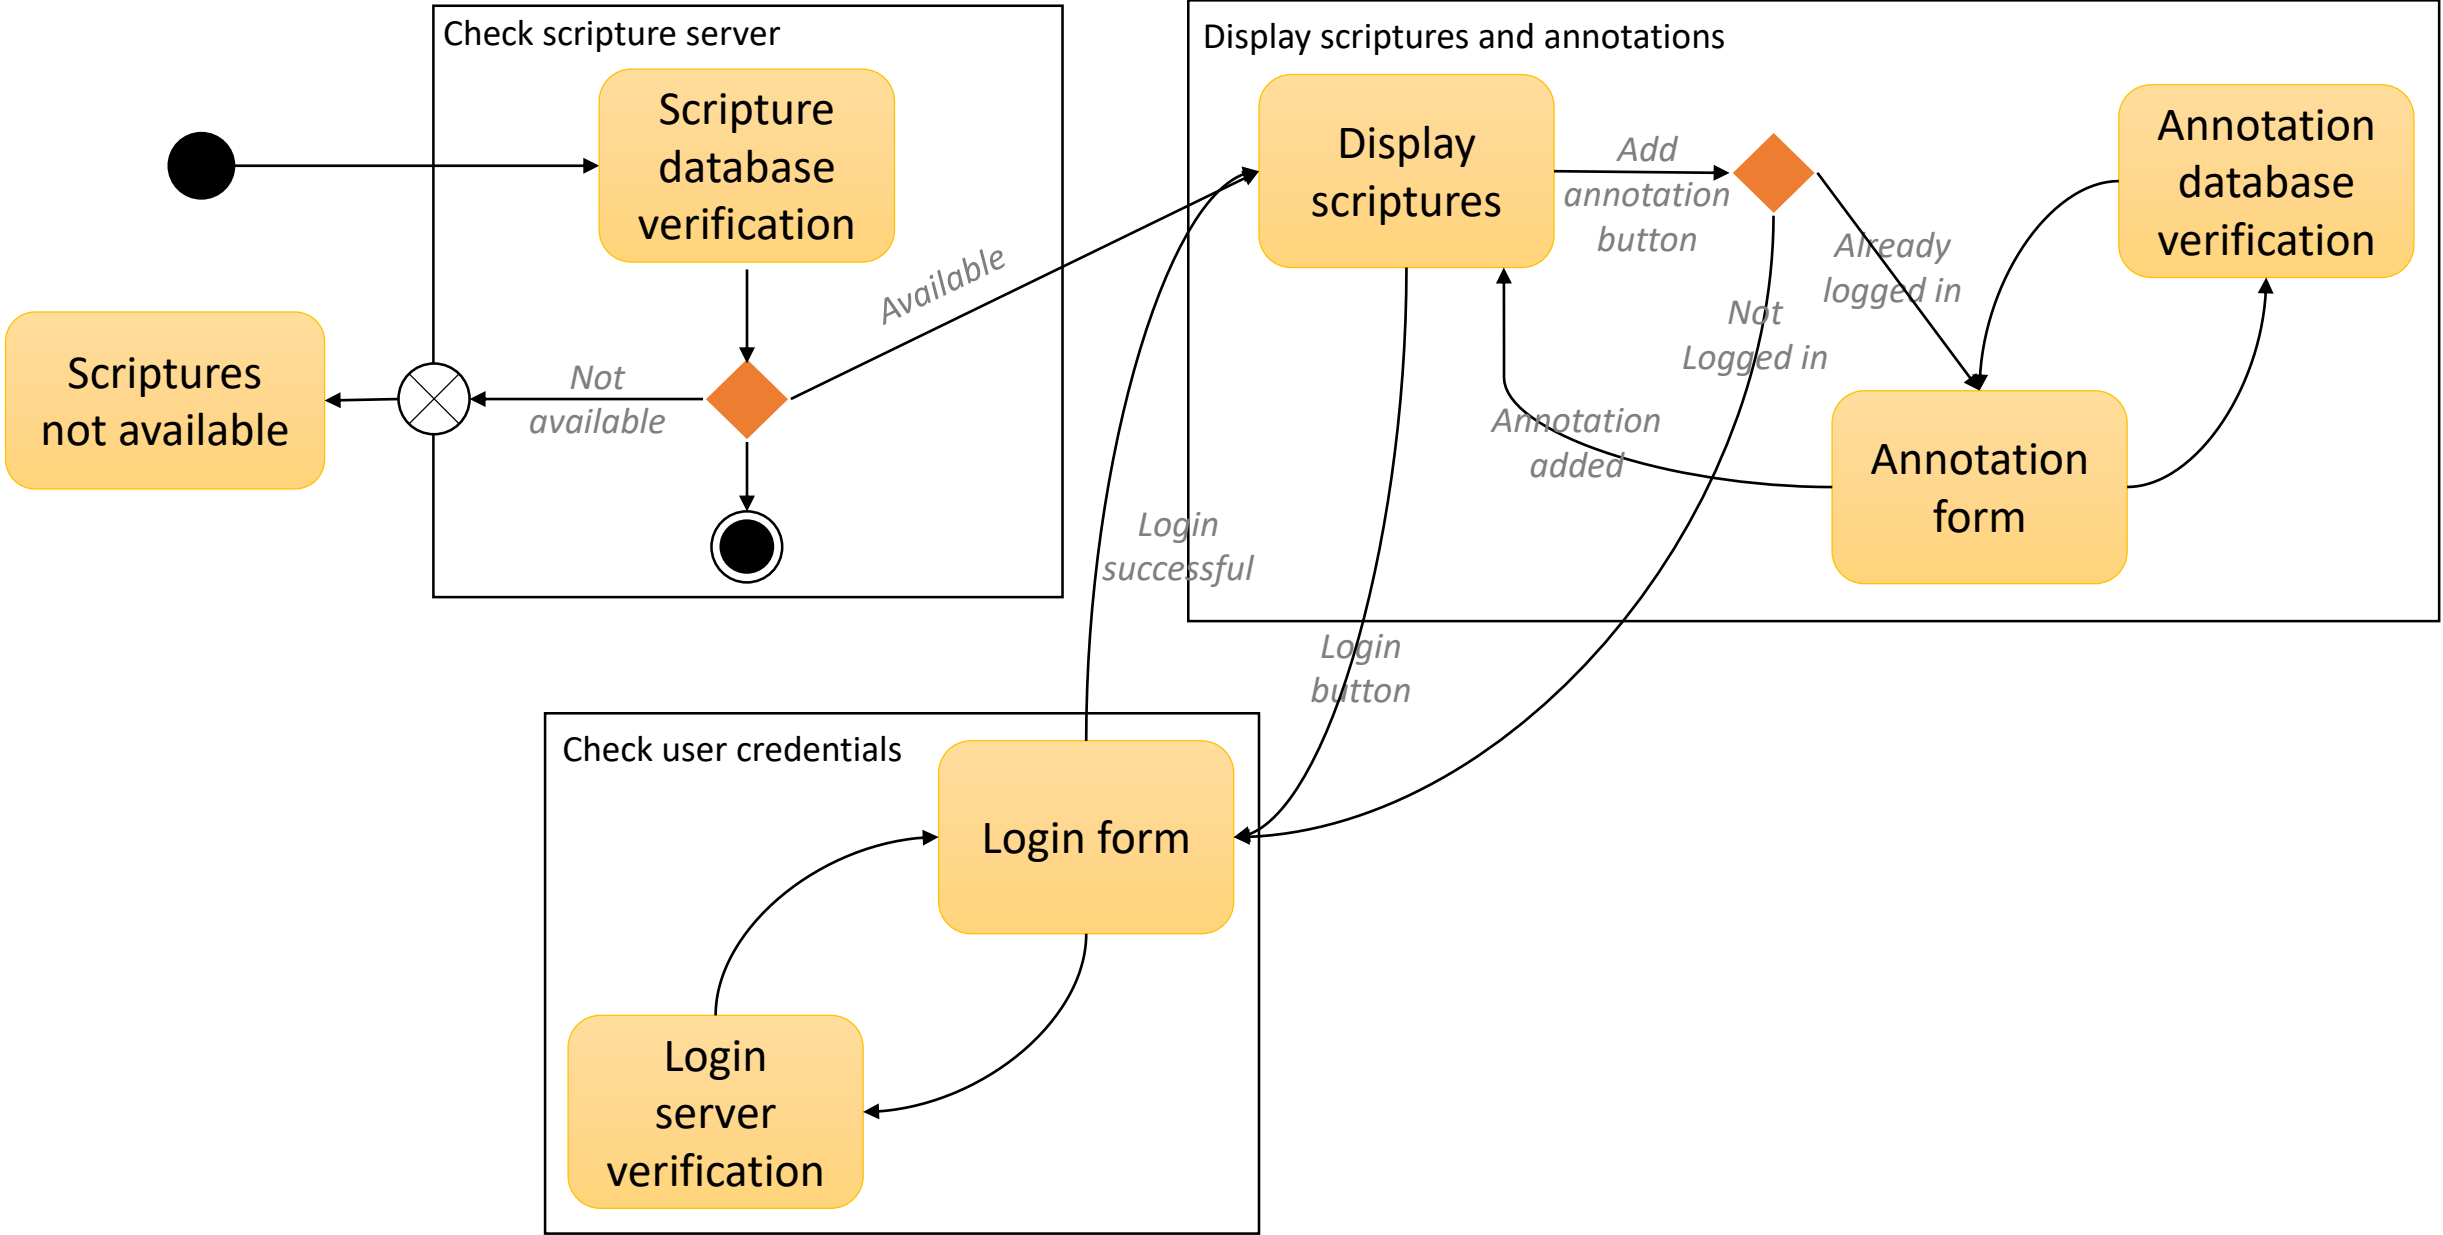 Check scripture server
Scripture
database
verification
Scriptures
not available
Not
available
Available
Display scriptures and annotations
Display
scriptures
Add
annotation
button
Already
logged in
Not
Logged in
Annotation
database
verification
Annotation
added
Annotation
form
Login
successful
Login
button
Check user credentials
Login form
Login
server
verification